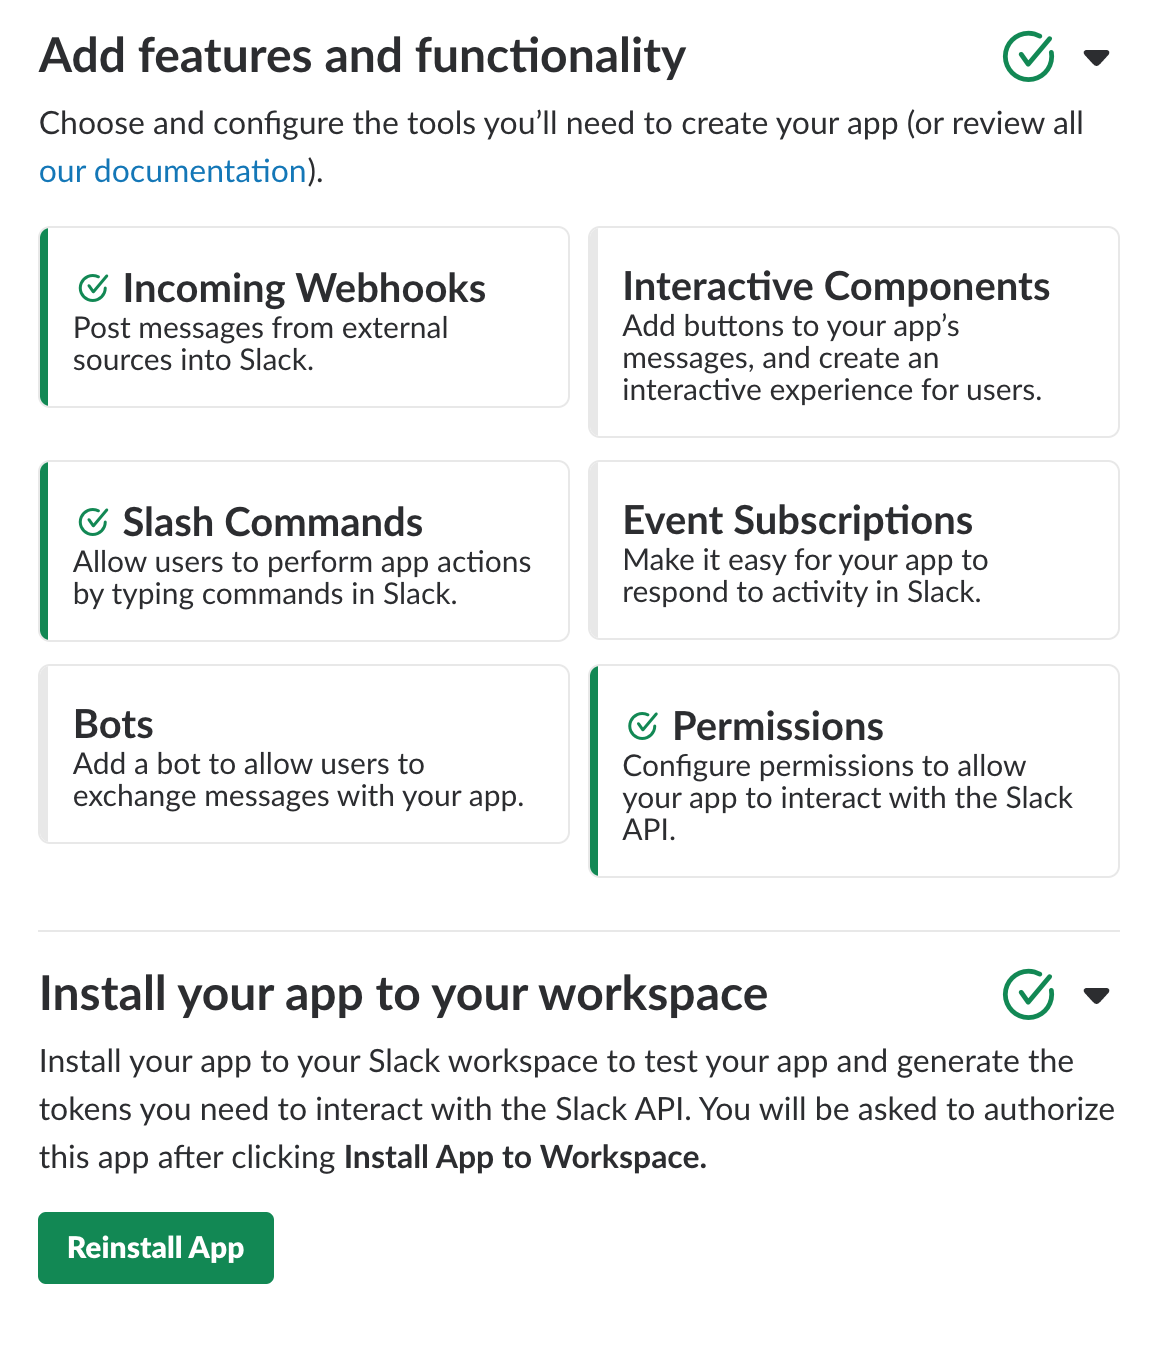 Add features and functionality
Choose and configure the tools you’ll need to create your app (or review all
our documentation).
Incoming Webhooks
Post messages from external
sources into Slack.
Interactive Components
Add buttons to your app’s
messages, and create an
interactive experience for users.
Slash Commands
Allow users to perform app actions
by typing commands in Slack.
Event Subscriptions
Make it easy for your app to
respond to activity in Slack.
Bots
Add a bot to allow users to
exchange messages with your app.
Permissions
Configure permissions to allow
your app to interact with the Slack
API.
Install your app to your workspace
Install your app to your Slack workspace to test your app and generate the
tokens you need to interact with the Slack API. You will be asked to authorize
this app after clicking Install App to Workspace.
Reinstall App